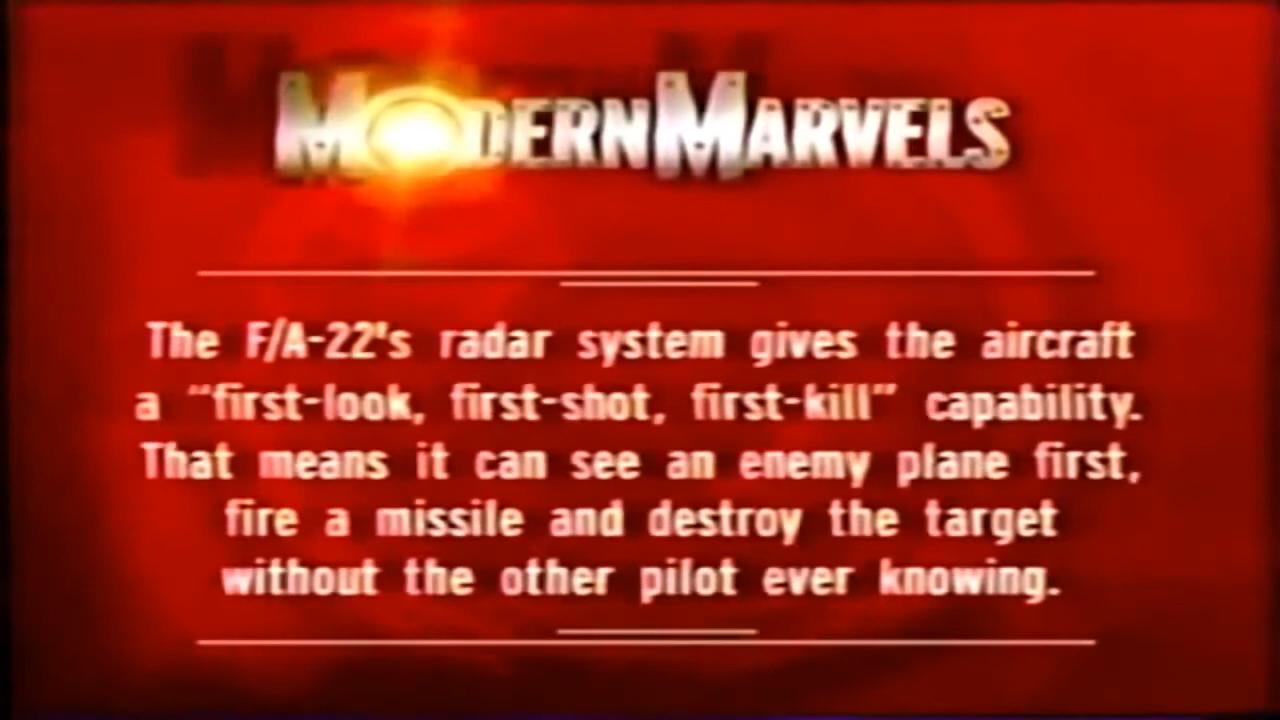 MODERNMARVELS
The F/A-22's radar system gives the aircraft
a “first-look, first-shot, first-kill” capability.
That means it can see an enemy plane first,
fire a missile and destroy the target
without the other pilot ever knowing.